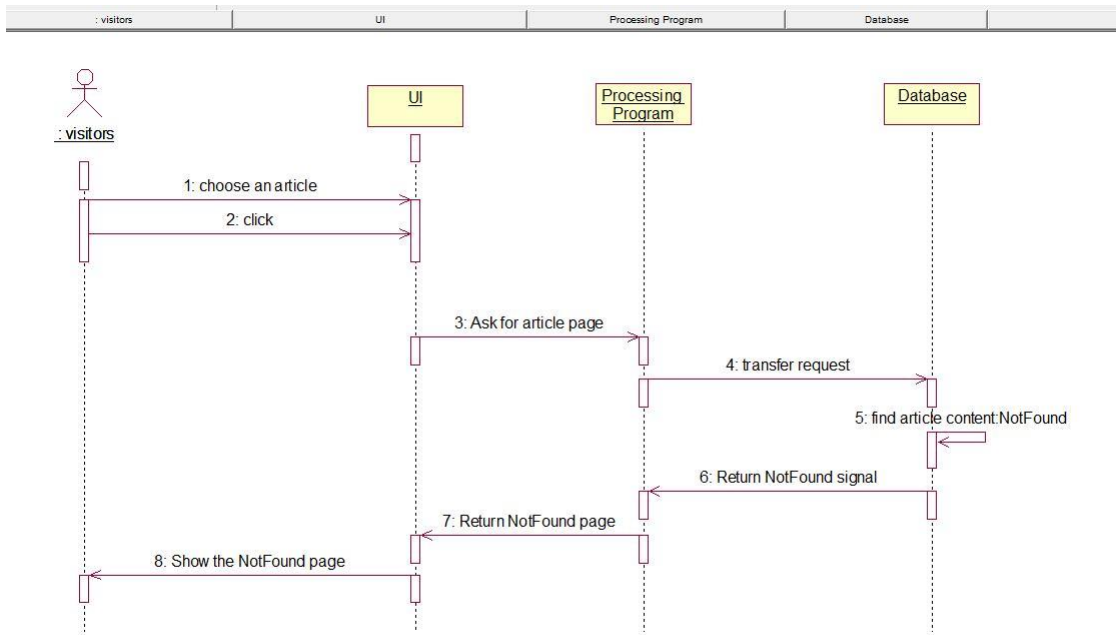 : visitors
UI
Processing Program
Database
UI
Processing
Program
Database
: visitors
1: choose an article
2: click
3: Ask for article page
4: transfer request
5: find article content:NotFound
6: Return NotFound signal
7: Return NotFound page
8: Show the NotFound page